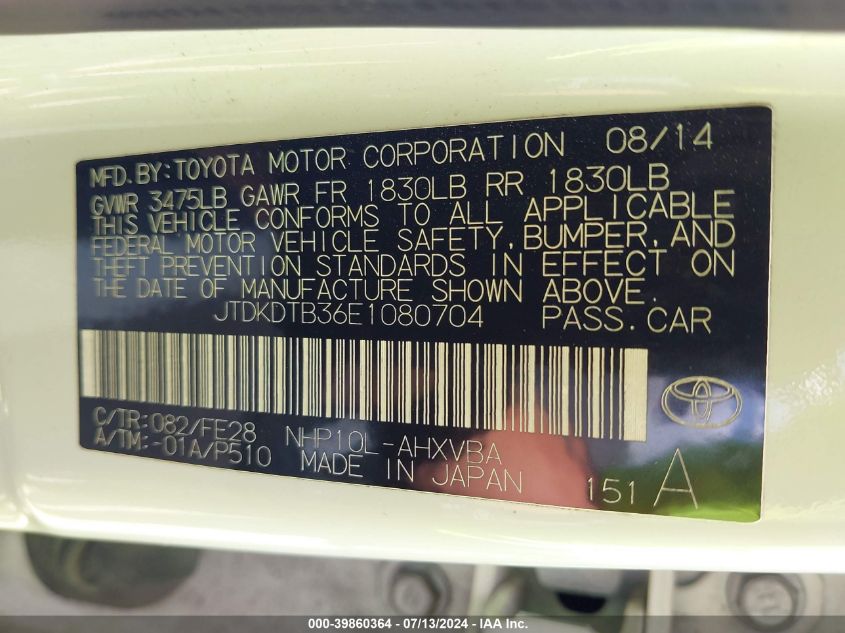 MFD.BY:TOYOTA MOTOR CORPORATION 08/14
GVWR 3475LB GAWR FR 1830LB RR 1830LB
THIS VEHICLE CONFORMS TO ALL APPLICABLE
FEDERAL MOTOR VEHICLE SAFETY,BUMPER,AND
THEFT PREVENTION STANDARDS IN EFFECT ON
THE DATE OF MANUFACTURE SHOWN ABOVE.
JTDKDTB36E1080704 PASS.CAR
C/TR:082/FE28 NHP10L-AHXVBA
A/TM:-01A/P510 MADE IN JAPAN
151 A
000-39860364 - 07/13/2024 - IAA Inc.